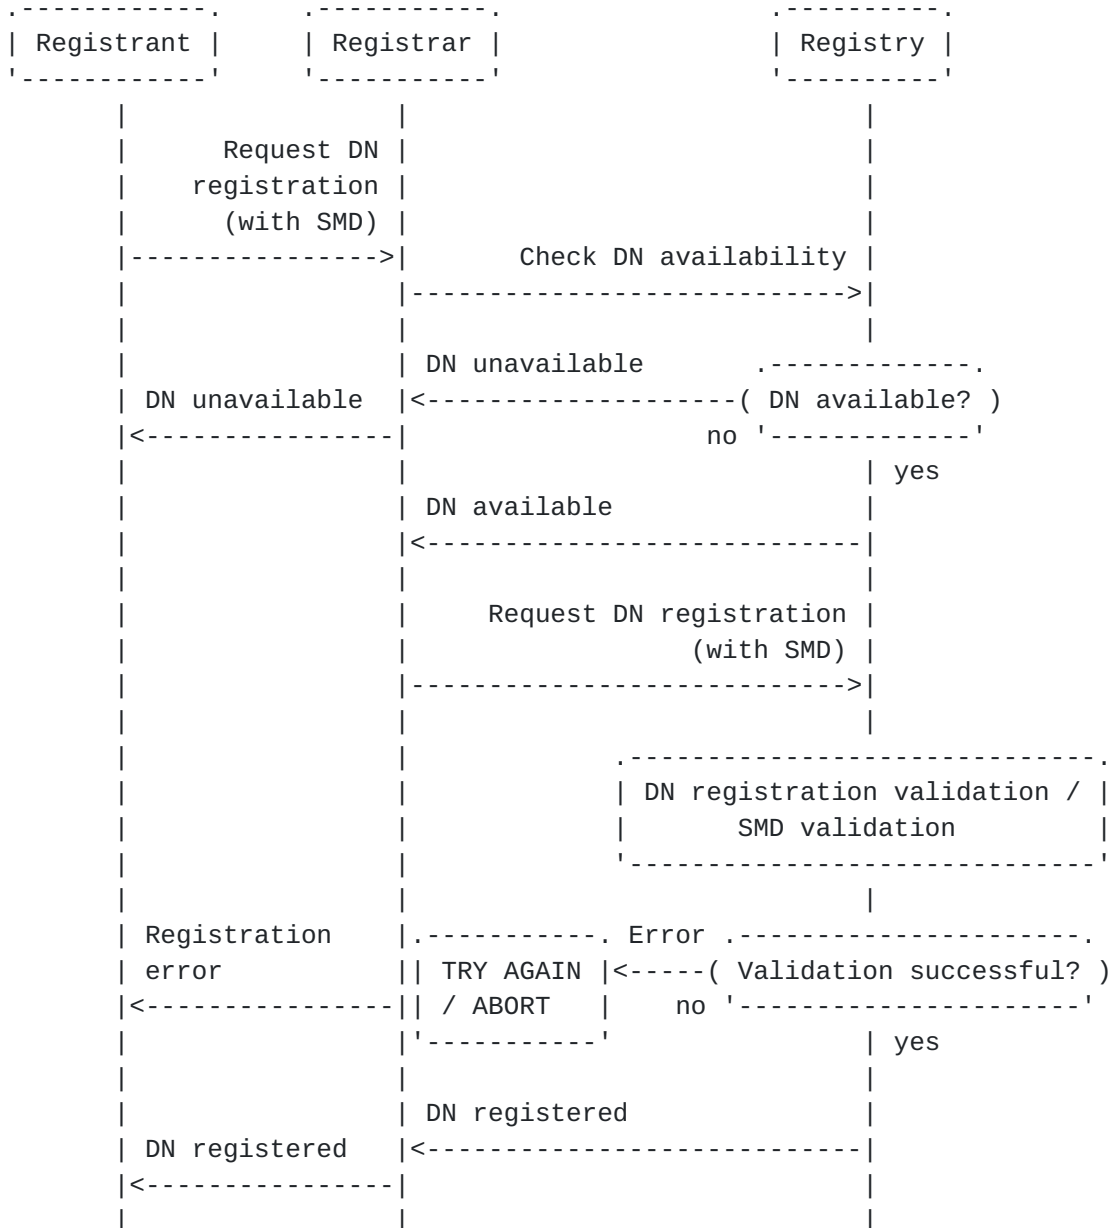 Registrant Registrar Registry
Request DN
registration
(with SMD)
Check DN availability
DN unavailable
DN unavailable ( DN available? )
no
yes
DN available
Request DN registration
(with SMD)
DN registration validation /
SMD validation
Registration Error
error TRY AGAIN ( Validation successful? )
/ ABORT no
yes
DN registered
DN registered